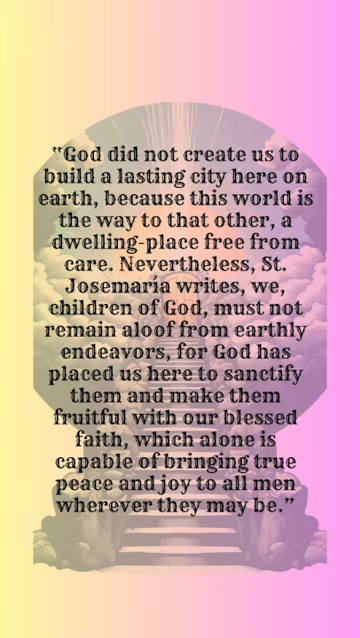 “God did not create us to
build a lasting city here on
earth, because this world is
the way to that other, a
dwelling-place free from
care. Nevertheless, St.
Josemaría writes, we,
children of God, must not
remain aloof from earthly
endeavors, for God has
placed us here to sanctify
them and make them
fruitful with our blessed
faith, which alone is
capable of bringing true
peace and joy to all men
wherever they may be.”